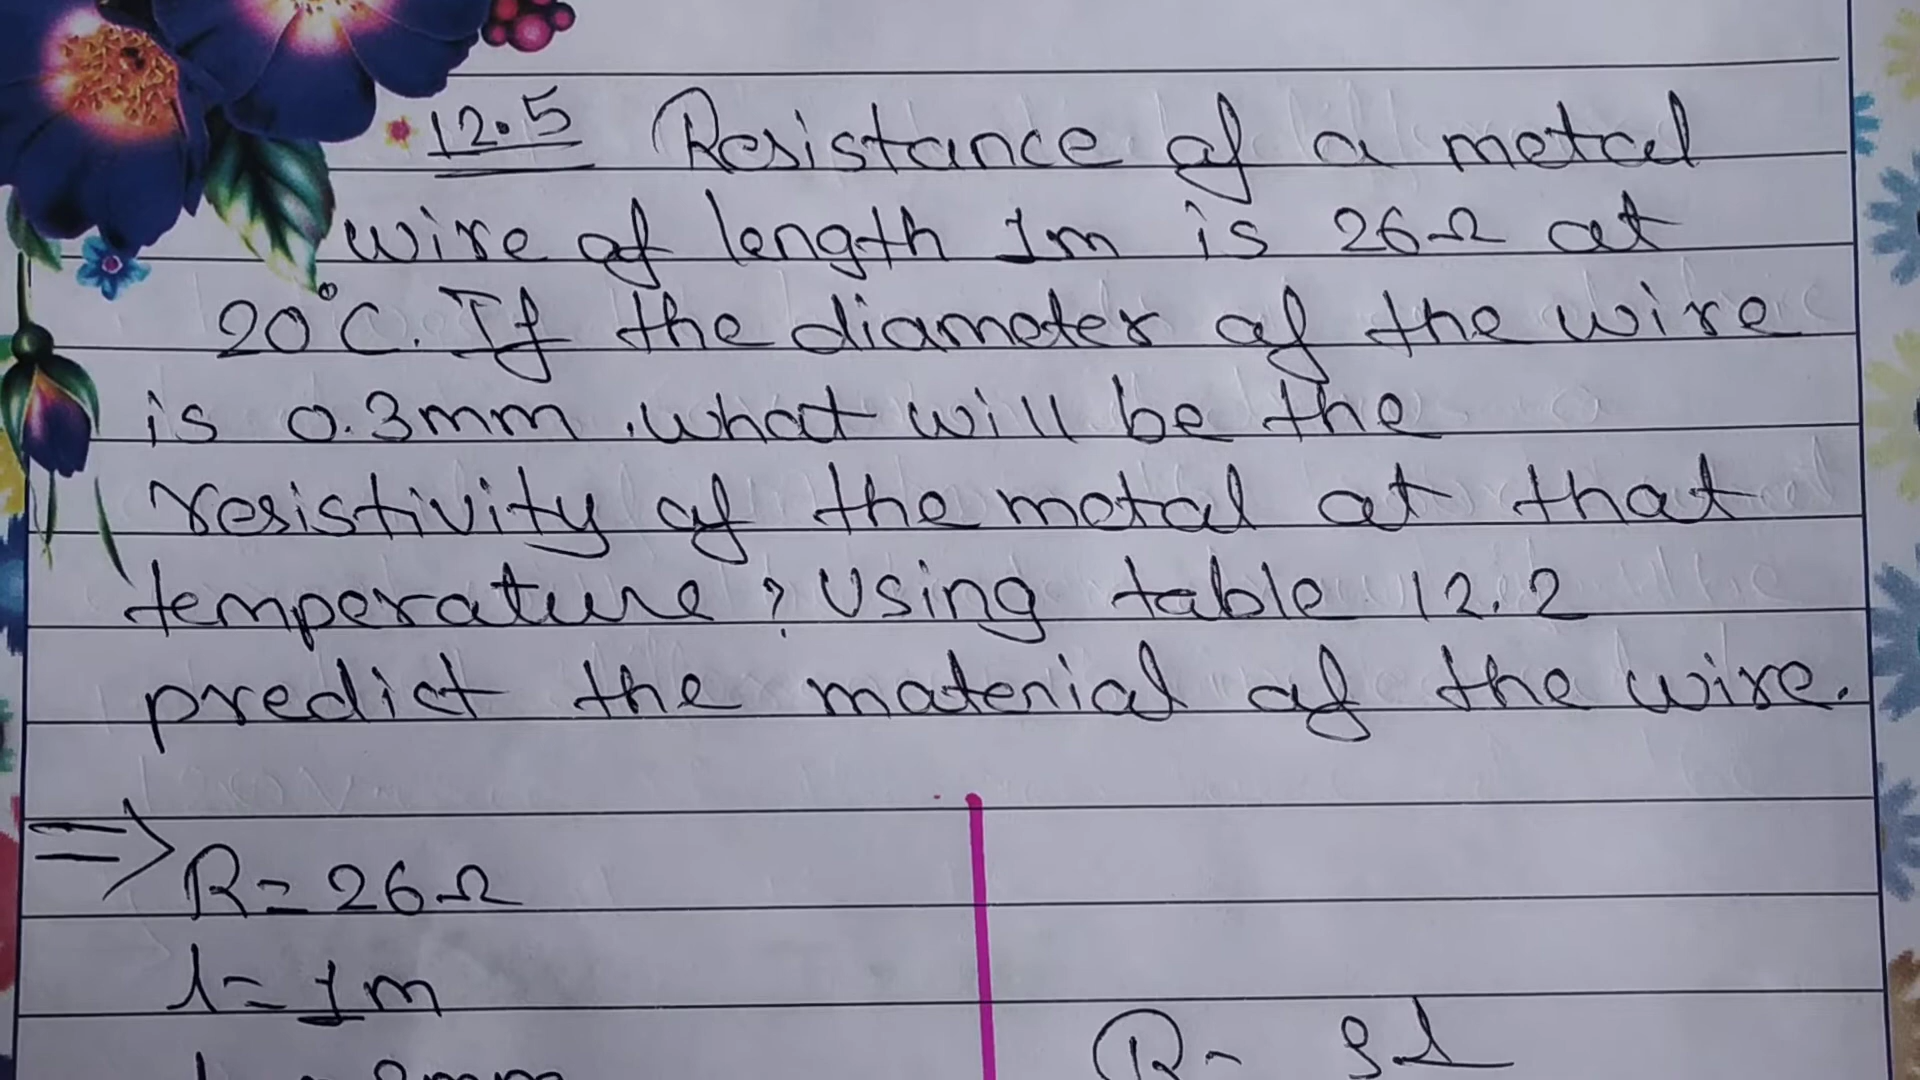 12.5 Resistance of a metal
wire of length 1m is 26Ω at
20°C. If the diameter of the wire
is 0.3mm, what will be the
resistivity of the metal at that
temperature? Using table 12.2
predict the material of the wire.
⇒ R = 26Ω
l = 1m
R = ρl